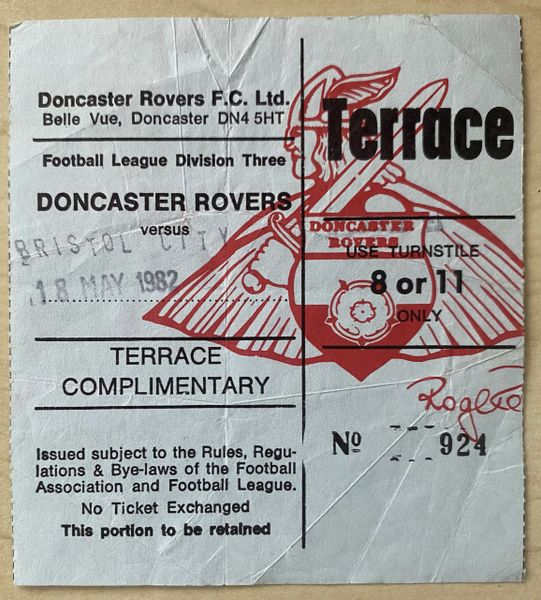 Doncaster Rovers F.C. Ltd.
Belle Vue, Doncaster DN4 5HT
Football League Division Three
DONCASTER ROVERS
versus
BRISTOL CITY
18 MAY 1982
TERRACE
COMPLIMENTARY
Issued subject to the Rules, Regu-
lations & Bye-laws of the Football
Association and Football League.
No Ticket Exchanged
This portion to be retained
Terrace
DONCASTER
ROVERS
USE TURNSTILE
8 or 11
ONLY
Nº 924